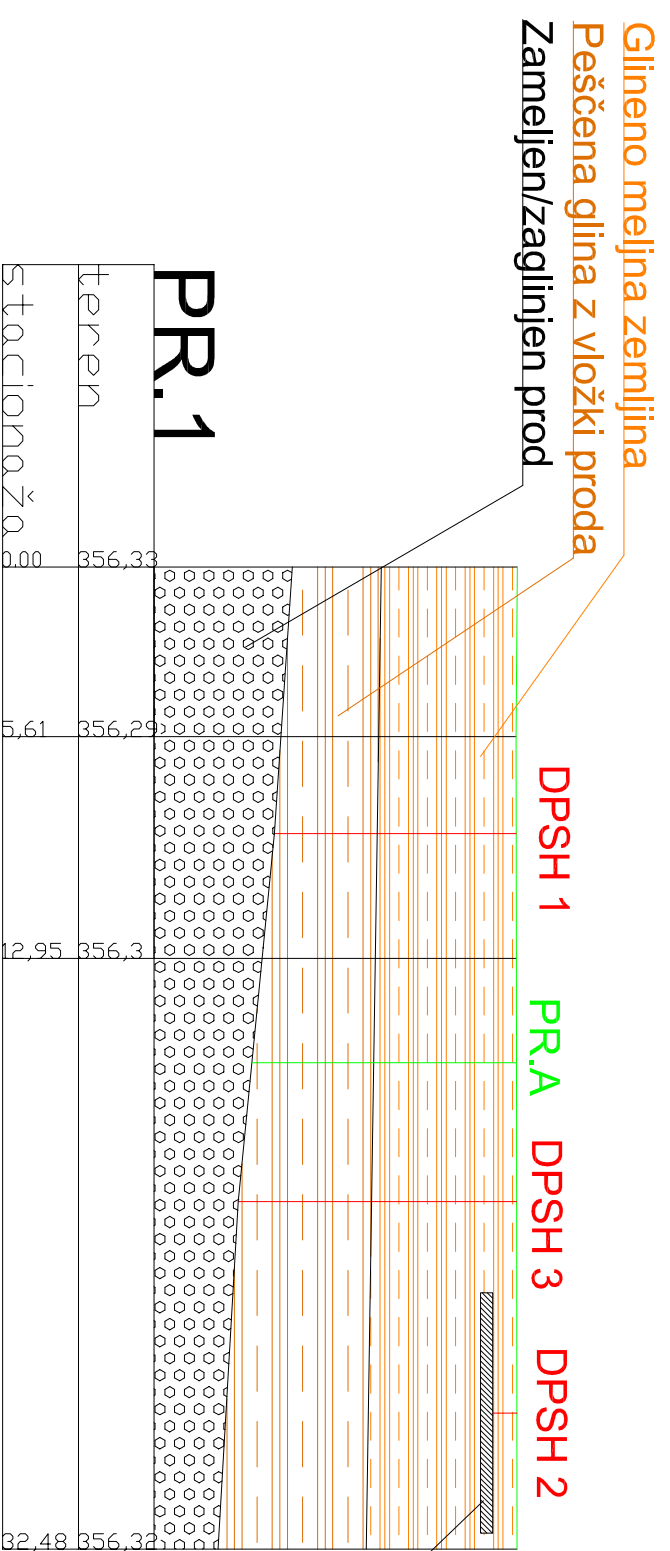 Glineno meljna zemljina
Peščena glina z vložki proda
Zameljen/zaglinjen prod
DPSH 1
PR.A
DPSH 3
DPSH 2
PR.1
teren
356,33
356,29
356,3
356,32
stacionaža
0.00
5,61
12,95
32,48